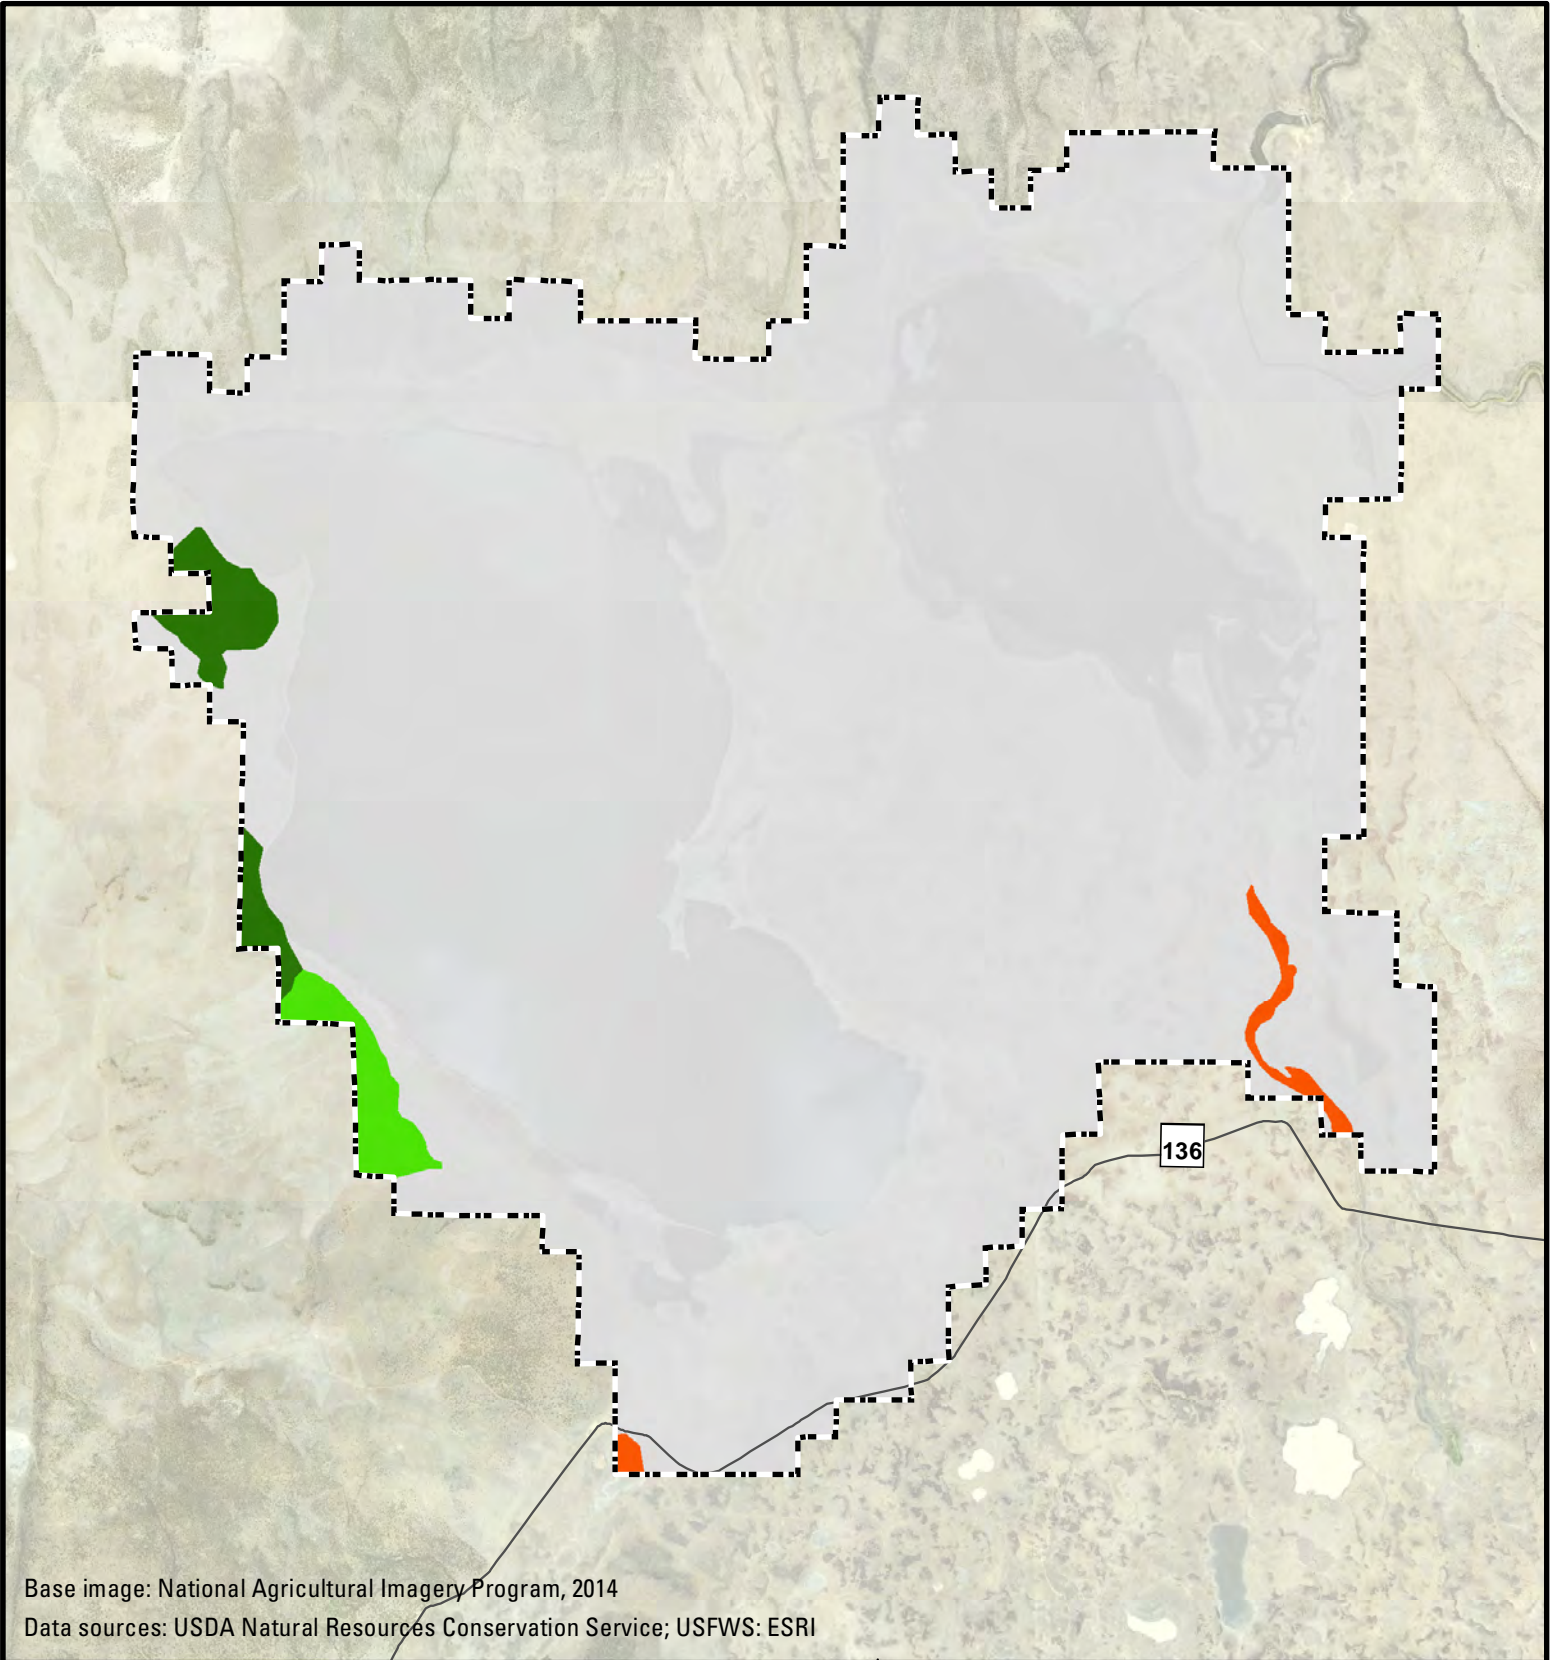 136
Base image: National Agricultural Imagery Program, 2014
Data sources: USDA Natural Resources Conservation Service; USFWS: ESRI